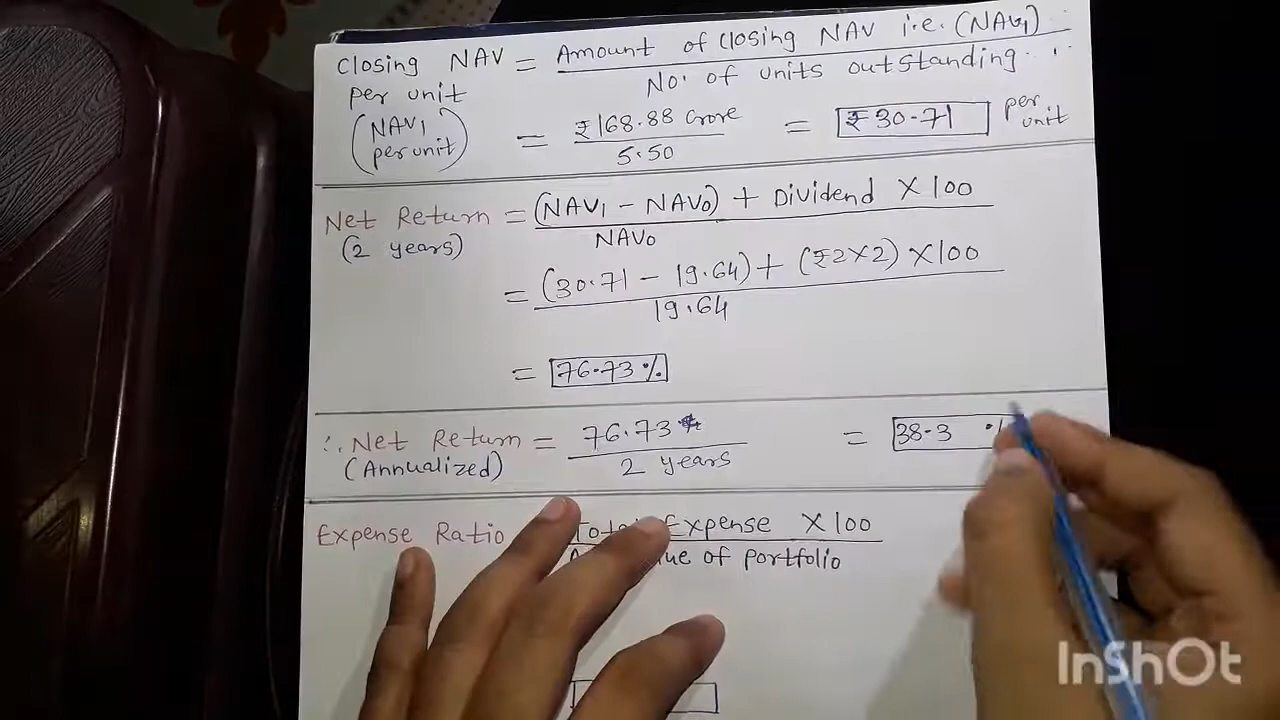 Closing NAV per unit = Amount of closing NAV i.e. (NAV1)
No. of units outstanding
(NAV1 per unit) = ₹168.88 Crore = ₹30.71 per unit
5.50
Net Return = (NAV1 - NAV0) + Dividend X 100
(2 years) NAV0
= (30.71 - 19.64) + (₹2X2) X100
19.64
= 76.73%
∴ Net Return = 76.73 = 38.3 %
(Annualized) 2 years
Expense Ratio Expense X 100
of portfolio
InShOt